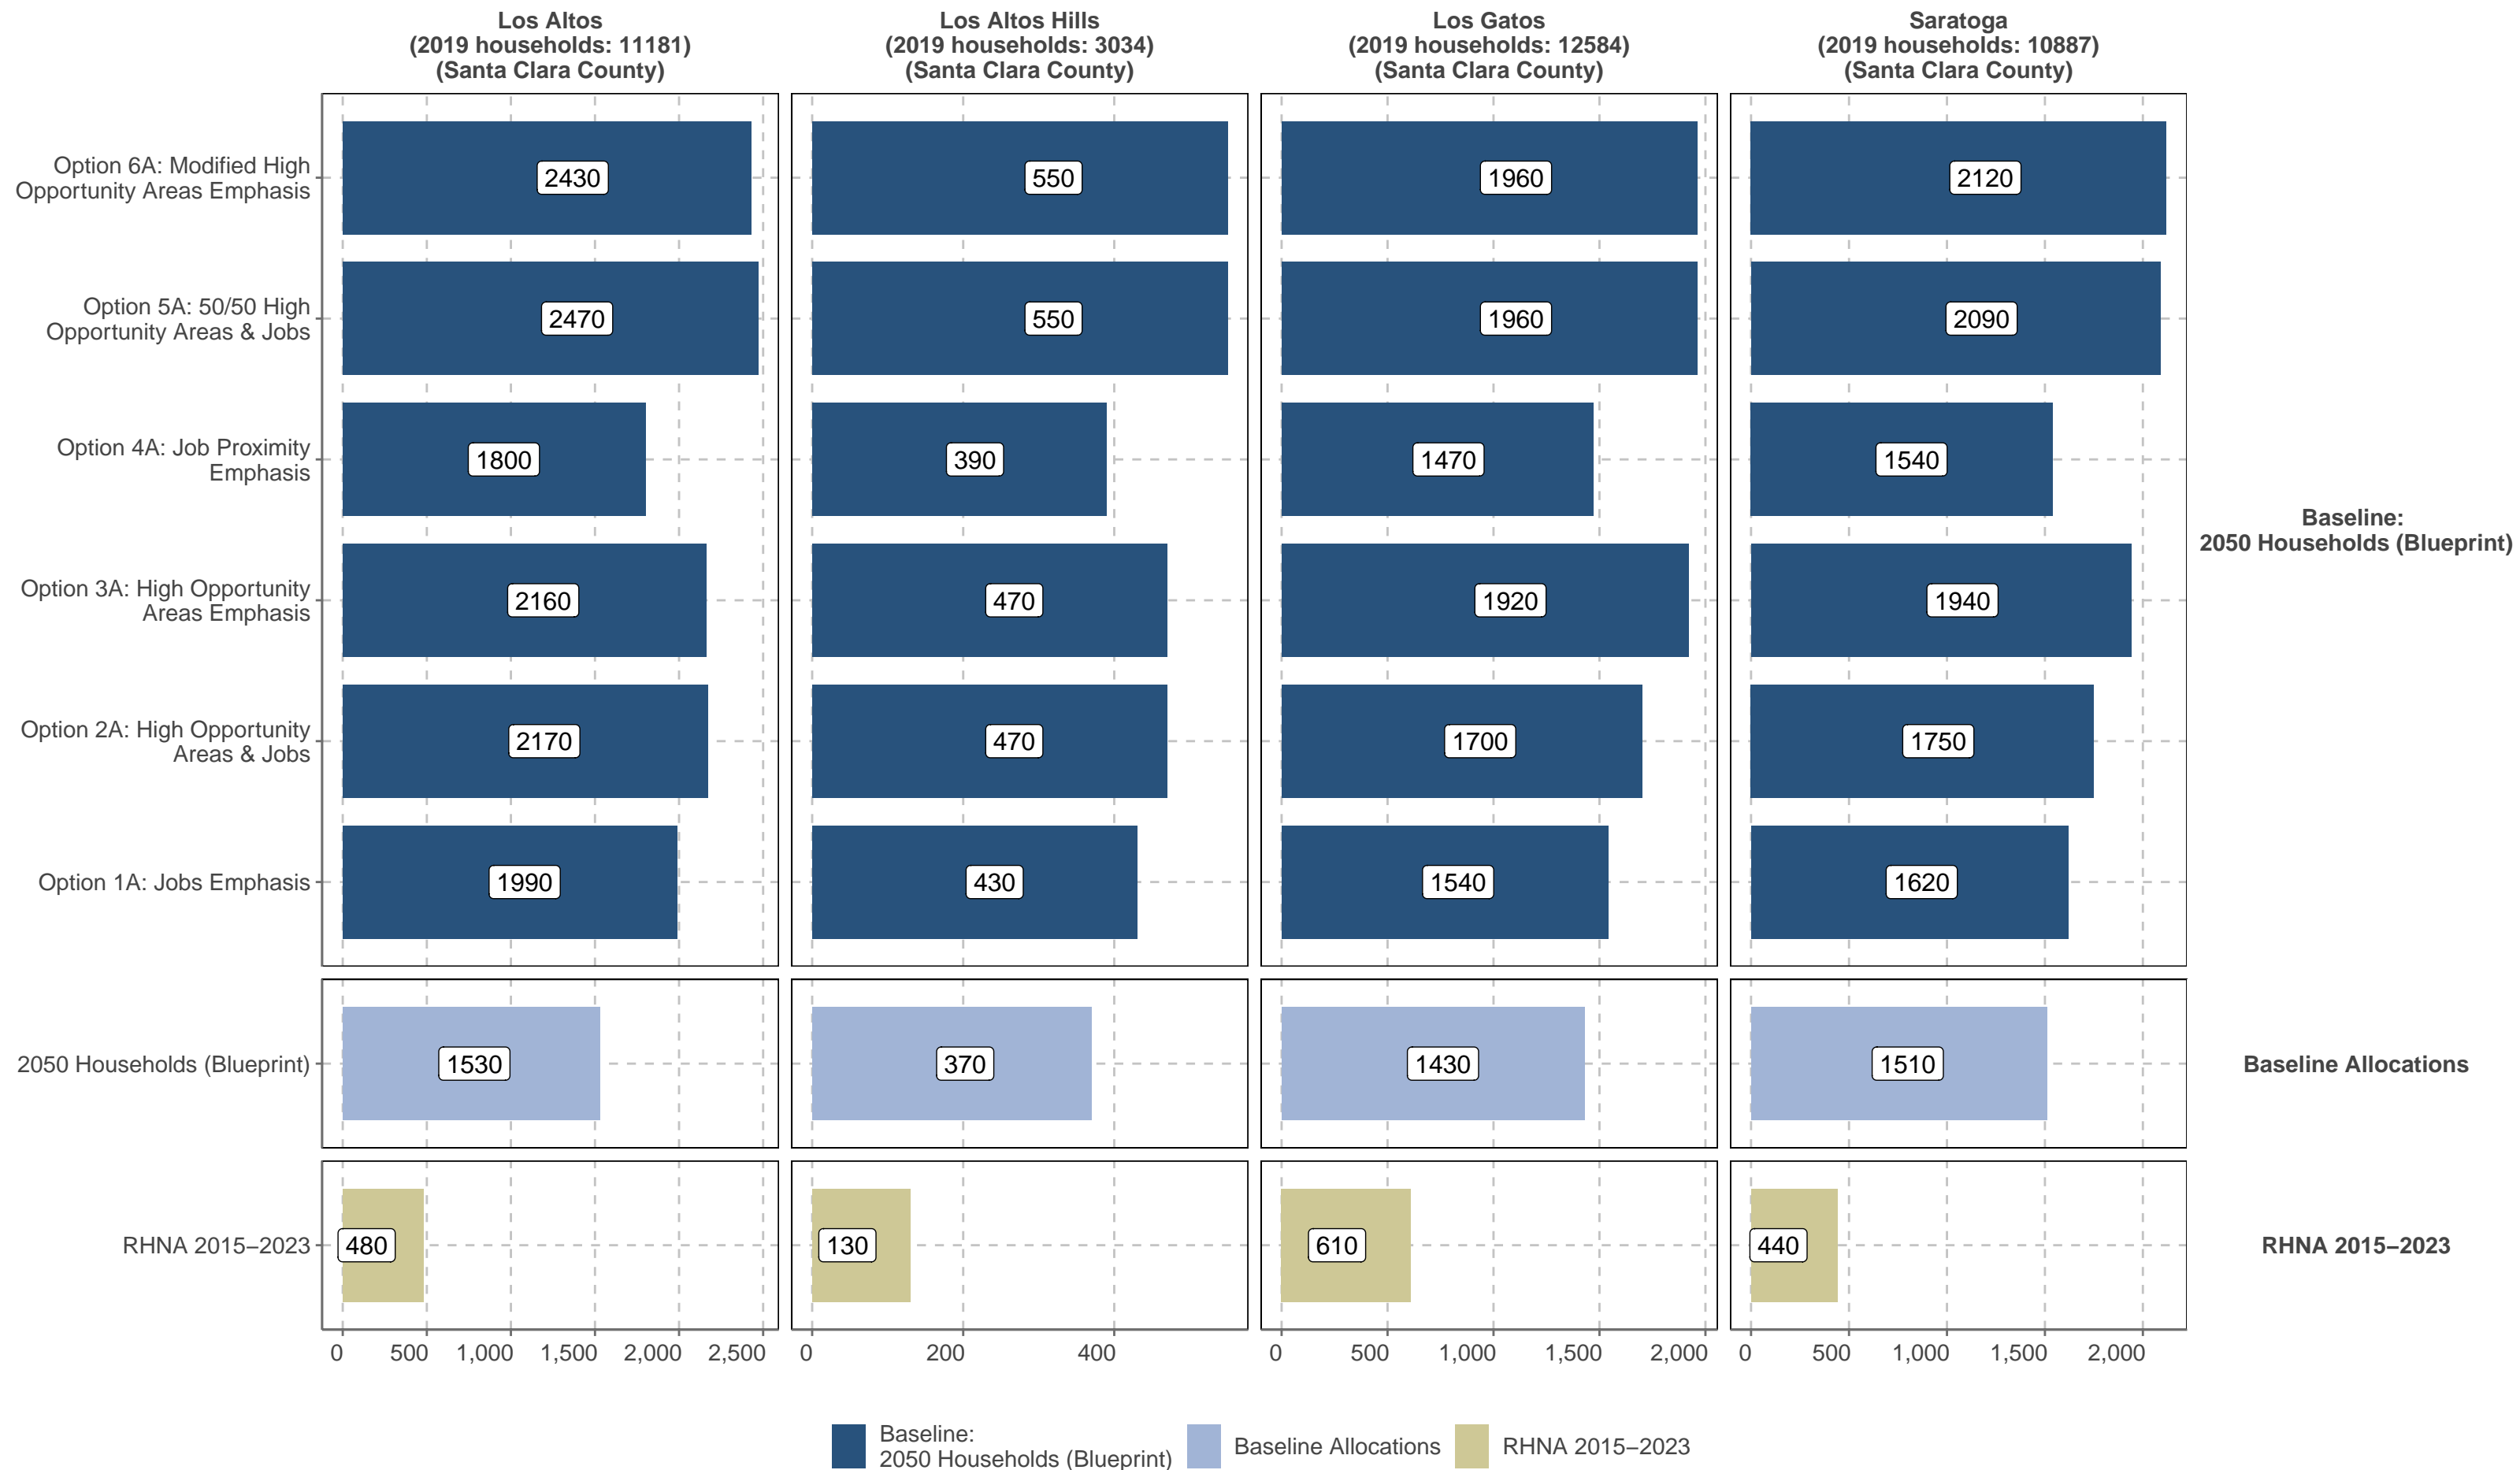 Los Altos
(2019 households: 11181)
(Santa Clara County)
Los Altos Hills
(2019 households: 3034)
(Santa Clara County)
Los Gatos
(2019 households: 12584)
(Santa Clara County)
Saratoga
(2019 households: 10887)
(Santa Clara County)
Option 6A: Modified High
Opportunity Areas Emphasis
2430
550
1960
2120
Option 5A: 50/50 High
Opportunity Areas & Jobs
2470
550
1960
2090
Option 4A: Job Proximity
Emphasis
1800
390
1470
1540
Baseline:
2050 Households (Blueprint)
Option 3A: High Opportunity
Areas Emphasis
2160
470
1920
1940
Option 2A: High Opportunity
Areas & Jobs
2170
470
1700
1750
Option 1A: Jobs Emphasis
1990
430
1540
1620
2050 Households (Blueprint)
1530
370
1430
1510
Baseline Allocations
RHNA 2015–2023
480
130
610
440
RHNA 2015–2023
0 500 1,000 1,500 2,000 2,500
0 200 400
0 500 1,000 1,500 2,000
0 500 1,000 1,500 2,000
Baseline:
2050 Households (Blueprint)
Baseline Allocations
RHNA 2015–2023